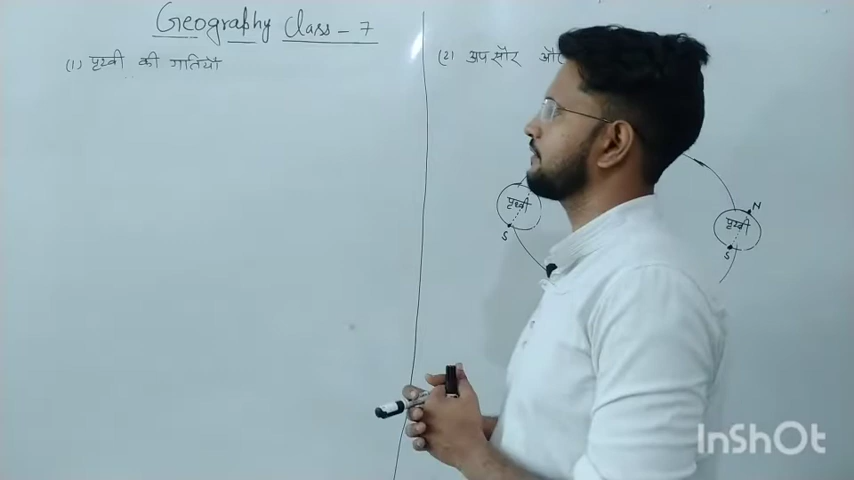 Geography Class - 7
(1) पृथ्वी की गतियाँ
(2) अपसौर
पृथ्वी
S
N
पृथ्वी
S
InShOt